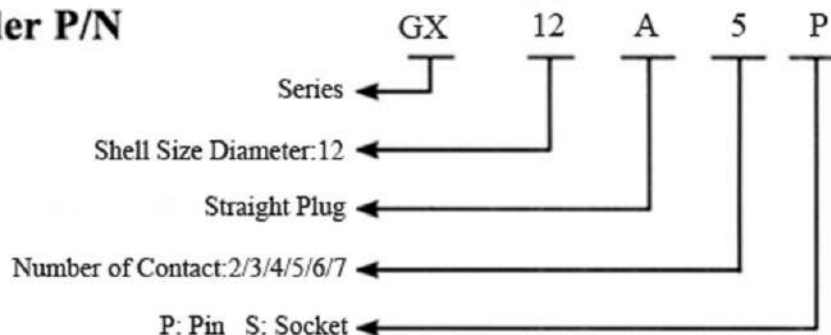 der P/N
GX 12 A 5 P
Series
Shell Size Diameter:12
Straight Plug
Number of Contact:2/3/4/5/6/7
P: Pin S: Socket